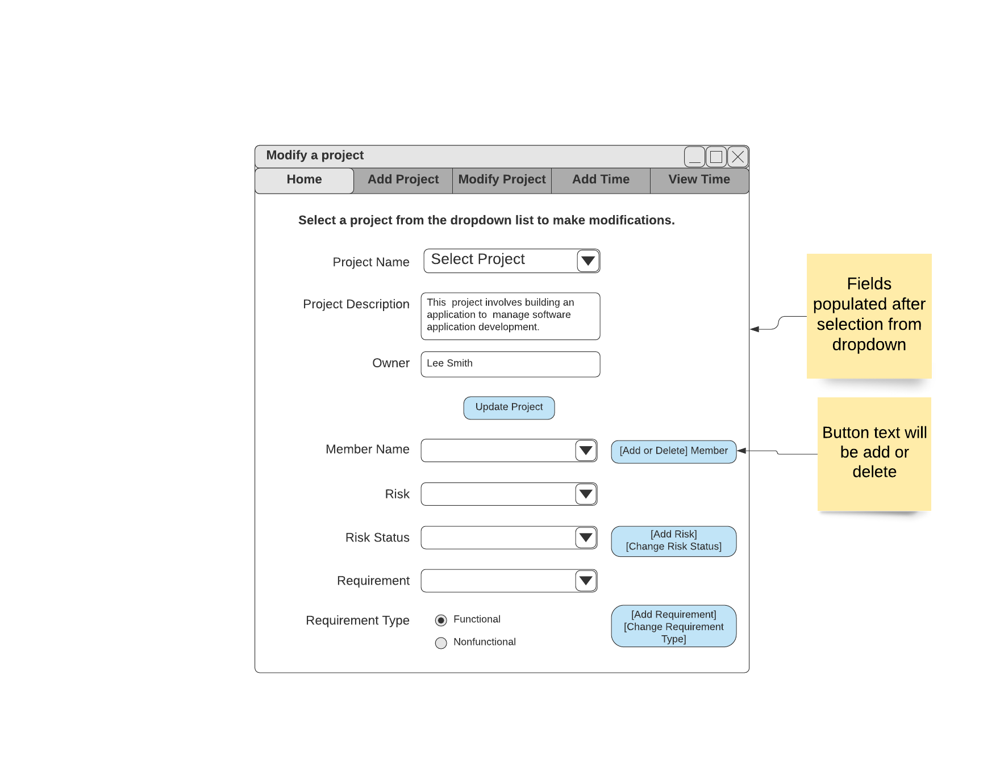 Modify a project
Home
Add Project
Modify Project
Add Time
View Time
Select a project from the dropdown list to make modifications.
Project Name
Select Project
Project Description
This  project involves building an
application to  manage software
application development.
Owner
Lee Smith
Update Project
Member Name
[Add or Delete] Member
Risk
Risk Status
[Add Risk]
[Change Risk Status]
Requirement
Requirement Type
Functional
Nonfunctional
[Add Requirement]
[Change Requirement
Type]
Fields
populated after
selection from
dropdown
Button text will
be add or
delete